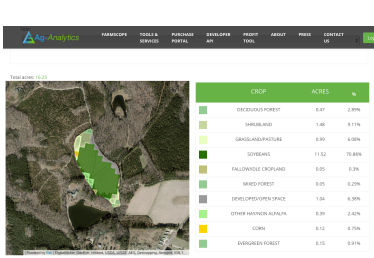 Ag-Analytics
FARMSCOPE
TOOLS & SERVICES
PURCHASE PORTAL
DEVELOPER API
PROFIT TOOL
ABOUT
PRESS
CONTACT US
Total acres: 16.25
CROP ACRES %
DECIDUOUS FOREST 0.47 2.89%
SHRUBLAND 1.48 9.11%
GRASSLAND/PASTURE 0.99 6.08%
SOYBEANS 11.52 70.86%
FALLOW/IDLE CROPLAND 0.05 0.3%
MIXED FOREST 0.05 0.29%
DEVELOPED/OPEN SPACE 1.04 6.38%
OTHER HAY/NON ALFALFA 0.39 2.42%
CORN 0.12 0.75%
EVERGREEN FOREST 0.15 0.91%